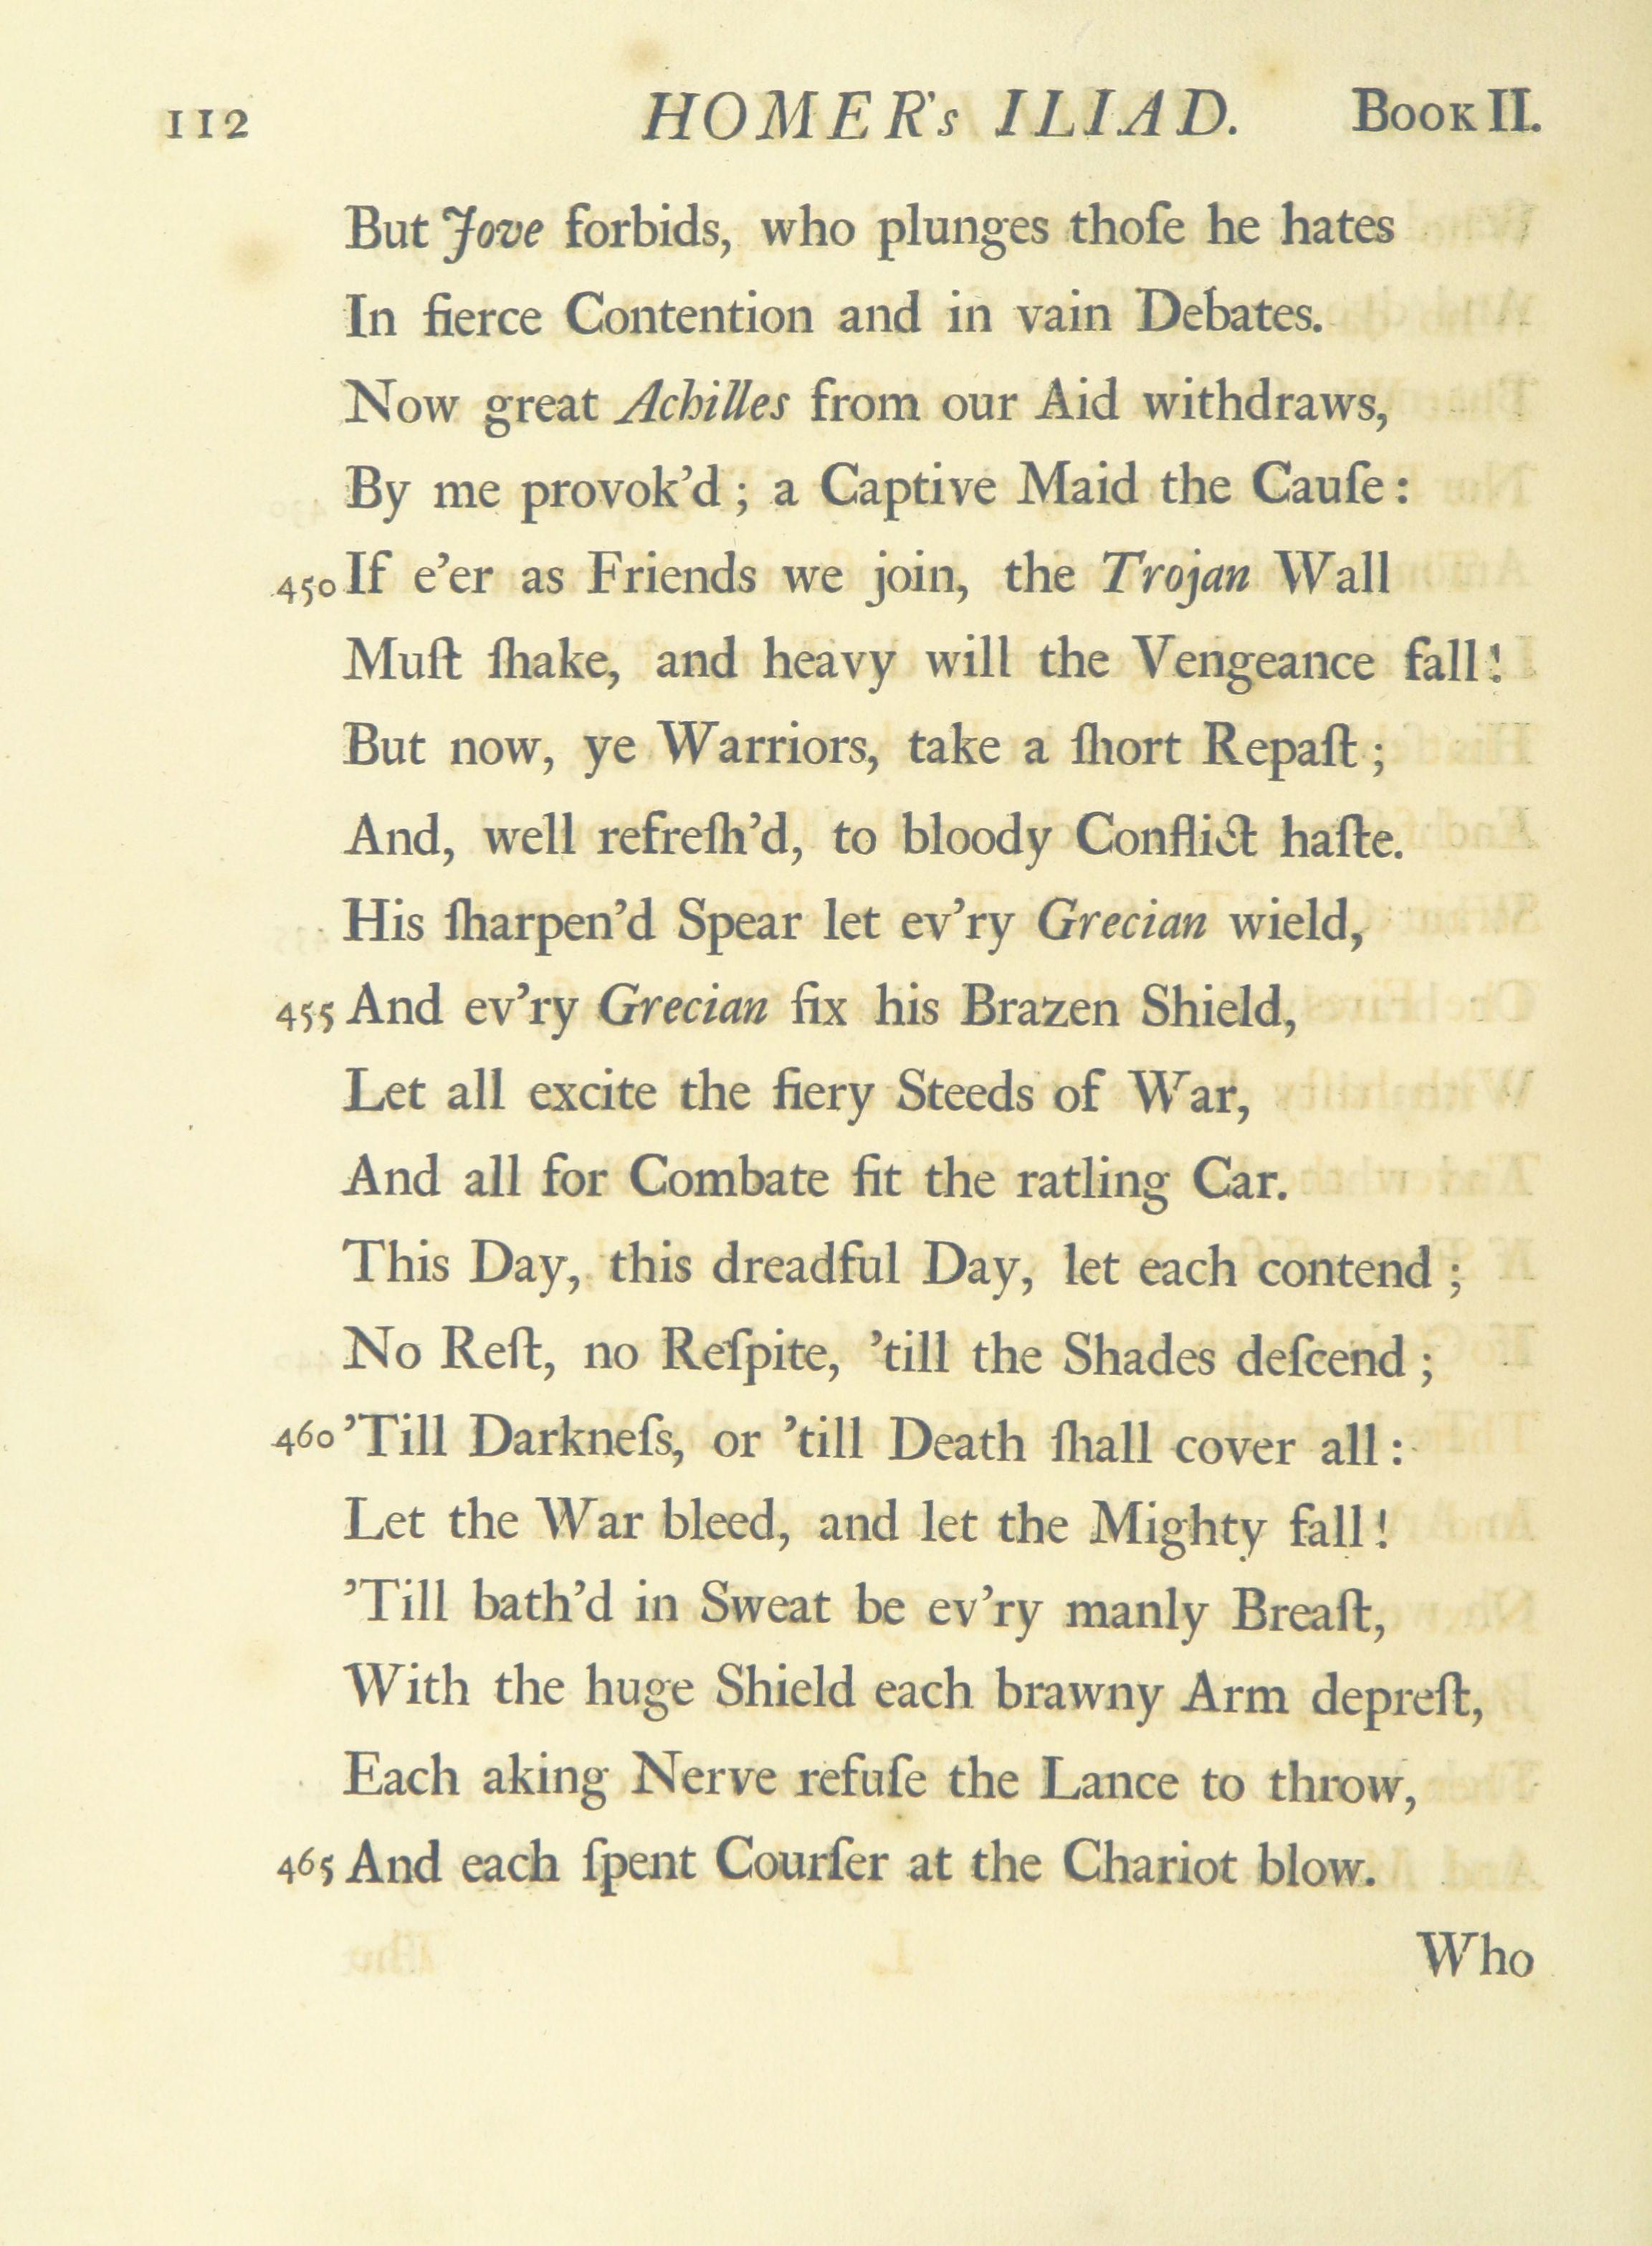 112 HOMER's ILIAD. BOOK II.
But Jove forbids, who plunges thoſe he hates
In fierce Contention and in vain Debates.
Now great Achilles from our Aid withdraws,
By me provok'd; a Captive Maid the Cauſe:
450 If e'er as Friends we join, the Trojan Wall
Muſt ſhake, and heavy will the Vengeance fall!
But now, ye Warriors, take a ſhort Repaſt;
And, well refreſh'd, to bloody Conflict haſte.
His ſharpen'd Spear let ev'ry Grecian wield,
455 And ev'ry Grecian fix his Brazen Shield,
Let all excite the fiery Steeds of War,
And all for Combate fit the ratling Car.
This Day, this dreadful Day, let each contend;
No Reſt, no Reſpite, 'till the Shades deſcend;
460 'Till Darkneſs, or 'till Death ſhall cover all:
Let the War bleed, and let the Mighty fall!
'Till bath'd in Sweat be ev'ry manly Breaſt,
With the huge Shield each brawny Arm depreſt,
Each aking Nerve refuſe the Lance to throw,
465 And each ſpent Courſer at the Chariot blow.
Who